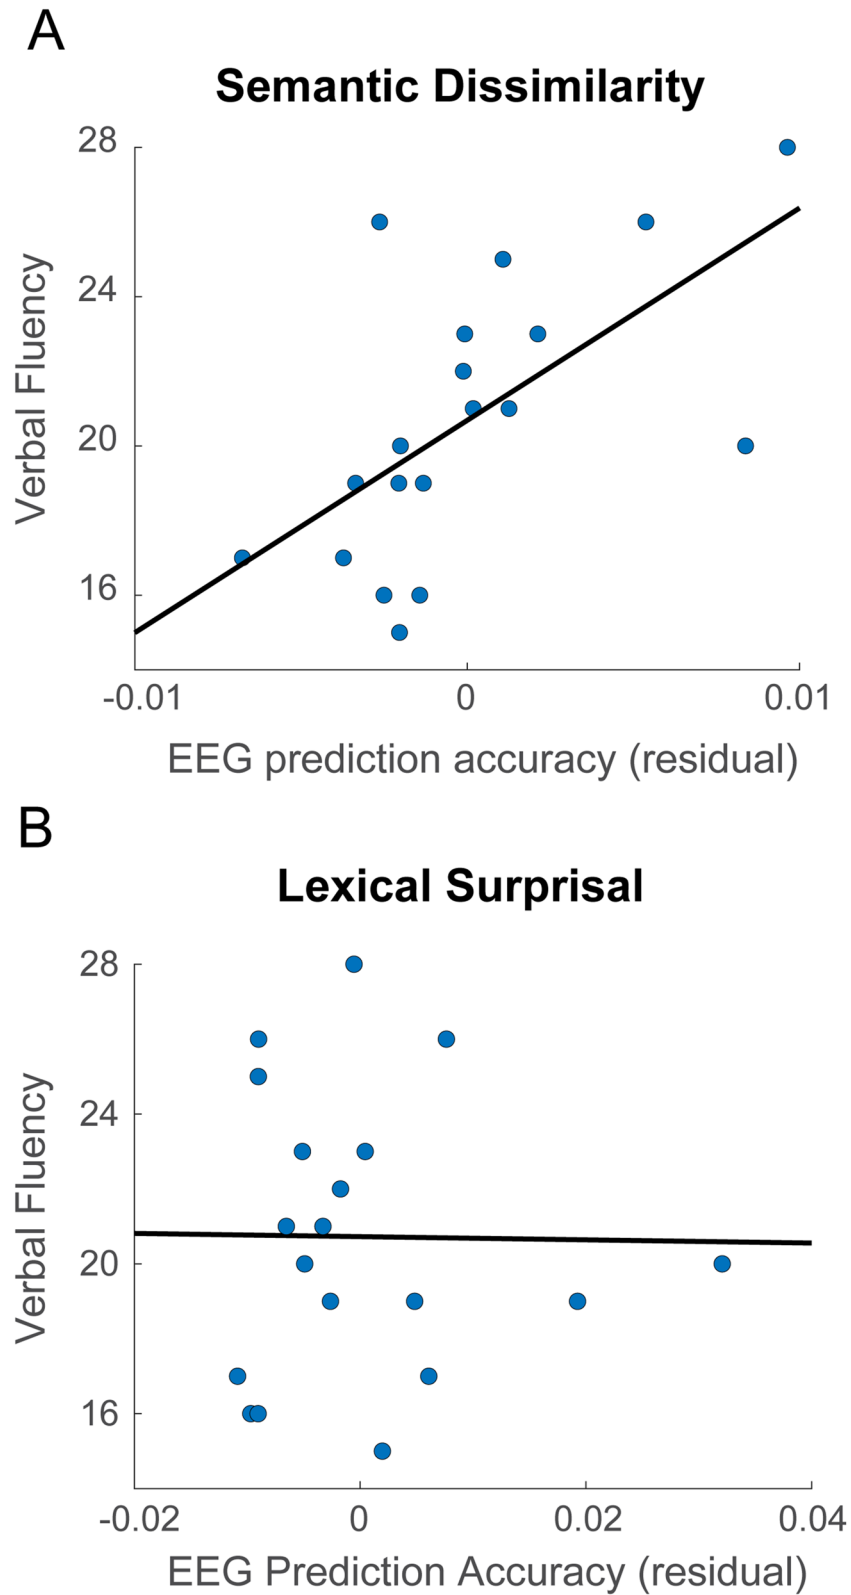 A
Semantic Dissimilarity
28
24
20
16
Verbal Fluency
-0.01 0 0.01
EEG prediction accuracy (residual)
B
Lexical Surprisal
28
24
20
16
Verbal Fluency
-0.02 0 0.02 0.04
EEG Prediction Accuracy (residual)